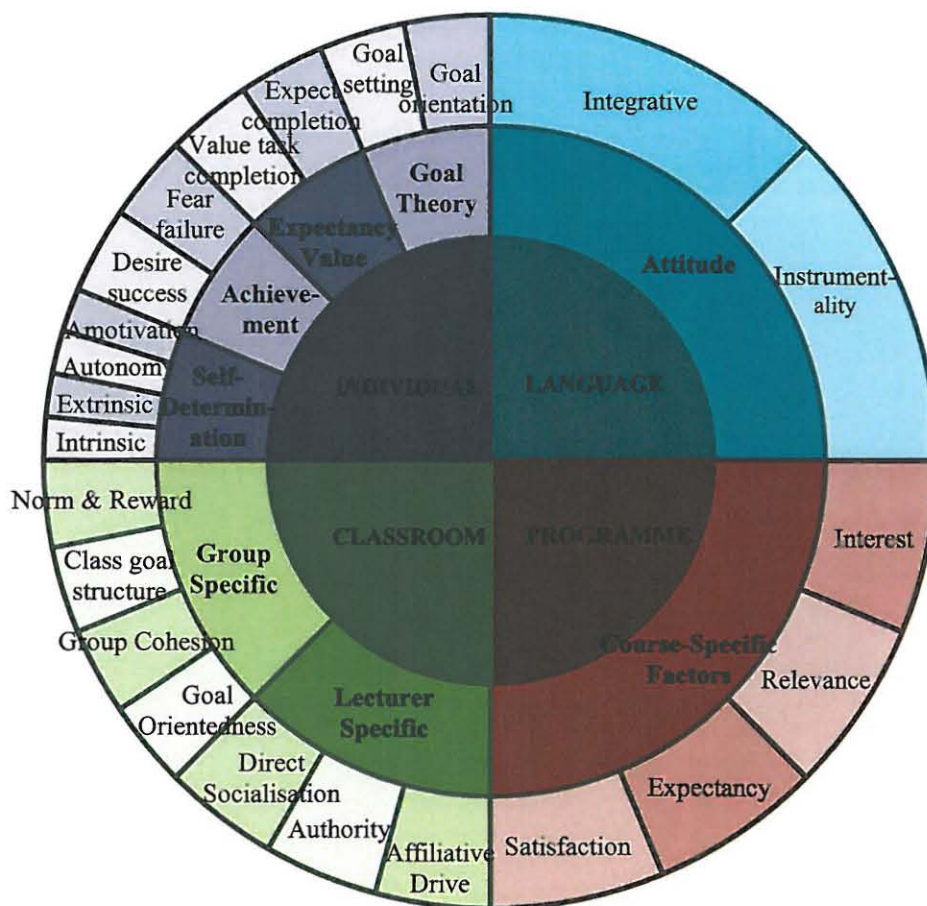 Goal
setting
Goal
orientation
Expect
completion
Value task
completion
Fear
failure
Desire
success
Amotivation
Autonomy
Extrinsic
Intrinsic
Goal
Theory
Expectancy
Value
Achieve-
ment
Self-
Determin-
ation
INDIVIDUAL
Integrative
Instrument-
ality
Attitude
LANGUAGE
Norm & Reward
Class goal
structure
Group Cohesion
Goal
Orientedness
Direct
Socialisation
Authority
Affiliative
Drive
Group
Specific
Lecturer
Specific
CLASSROOM
PROGRAMME
Course-Specific
Factors
Interest
Relevance
Expectancy
Satisfaction